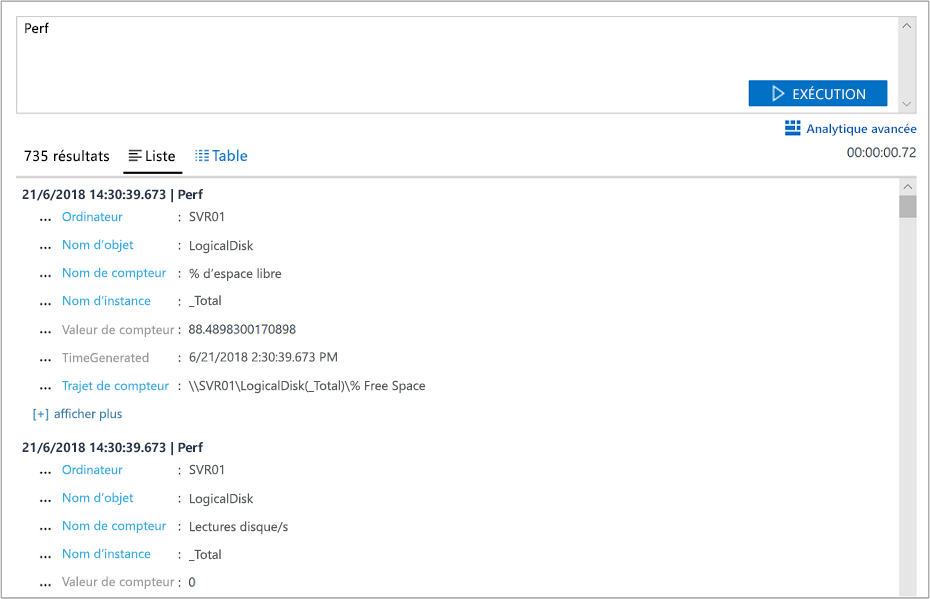 Perf
EXÉCUTION
Analytique avancée
735 résultats Liste Table 00:00:00.72
21/6/2018 14:30:39.673 | Perf
... Ordinateur : SVR01
... Nom d'objet : LogicalDisk
... Nom de compteur : % d'espace libre
... Nom d'instance : _Total
... Valeur de compteur : 88.4898300170898
... TimeGenerated : 6/21/2018 2:30:39.673 PM
... Trajet de compteur : \\SVR01\LogicalDisk(_Total)\% Free Space
[+] afficher plus
21/6/2018 14:30:39.673 | Perf
... Ordinateur : SVR01
... Nom d'objet : LogicalDisk
... Nom de compteur : Lectures disque/s
... Nom d'instance : _Total
... Valeur de compteur : 0